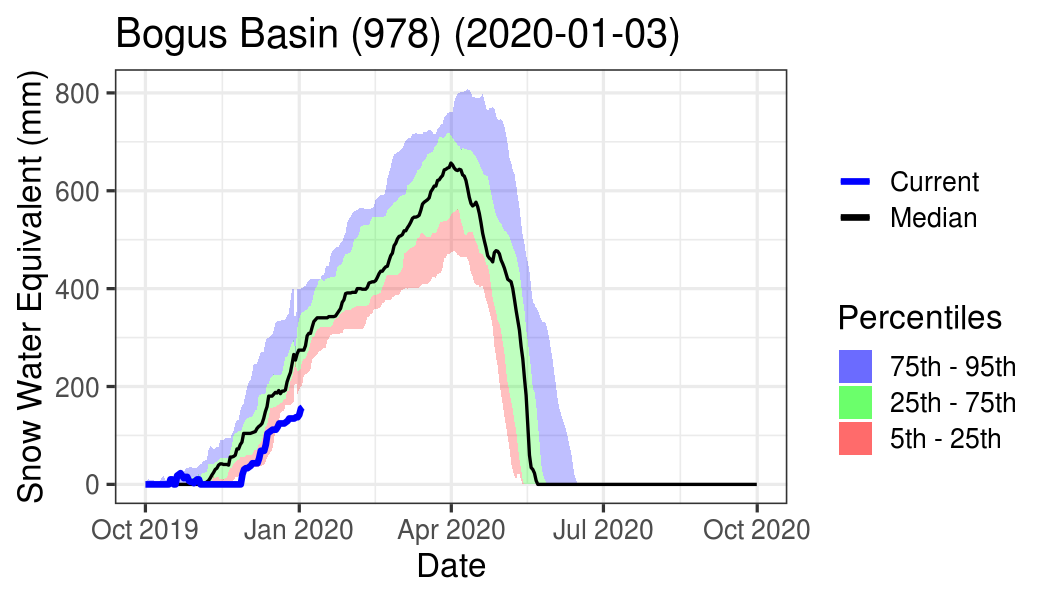 Bogus Basin (978) (2020-01-03)
Snow Water Equivalent (mm)
800
600
400
200
0
Oct 2019
Jan 2020
Apr 2020
Jul 2020
Oct 2020
Date
Current
Median
Percentiles
75th - 95th
25th - 75th
5th - 25th